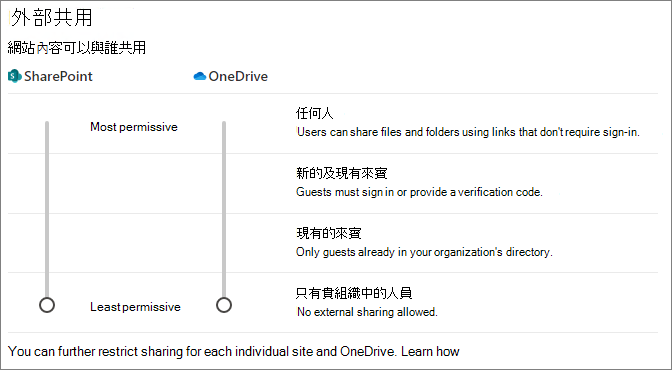 外部共用
網站內容可以與誰共用
SharePoint OneDrive
Most permissive
任何人
Users can share files and folders using links that don't require sign-in.
新的及現有來賓
Guests must sign in or provide a verification code.
現有的來賓
Only guests already in your organization's directory.
Least permissive
只有貴組織中的人員
No external sharing allowed.
You can further restrict sharing for each individual site and OneDrive. Learn how